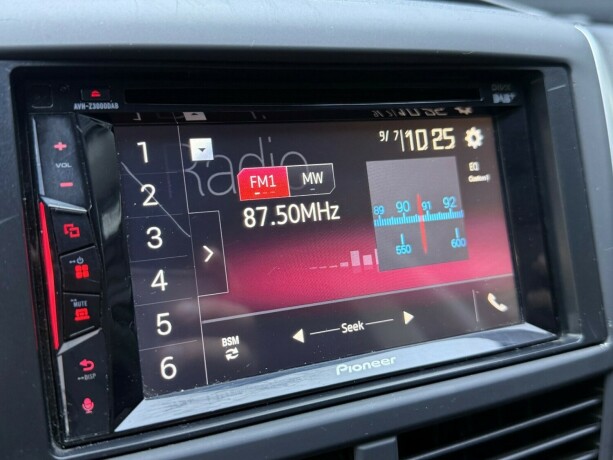 AVH-Z3000DAB
DAB
VOL
MUTE
DISP
1
2
3
4
5
6
Radio
9/ 7 10:25
FM1
MW
87.50MHz
89 90 91 92
550 600
Custom1
BSM
Seek
Pioneer